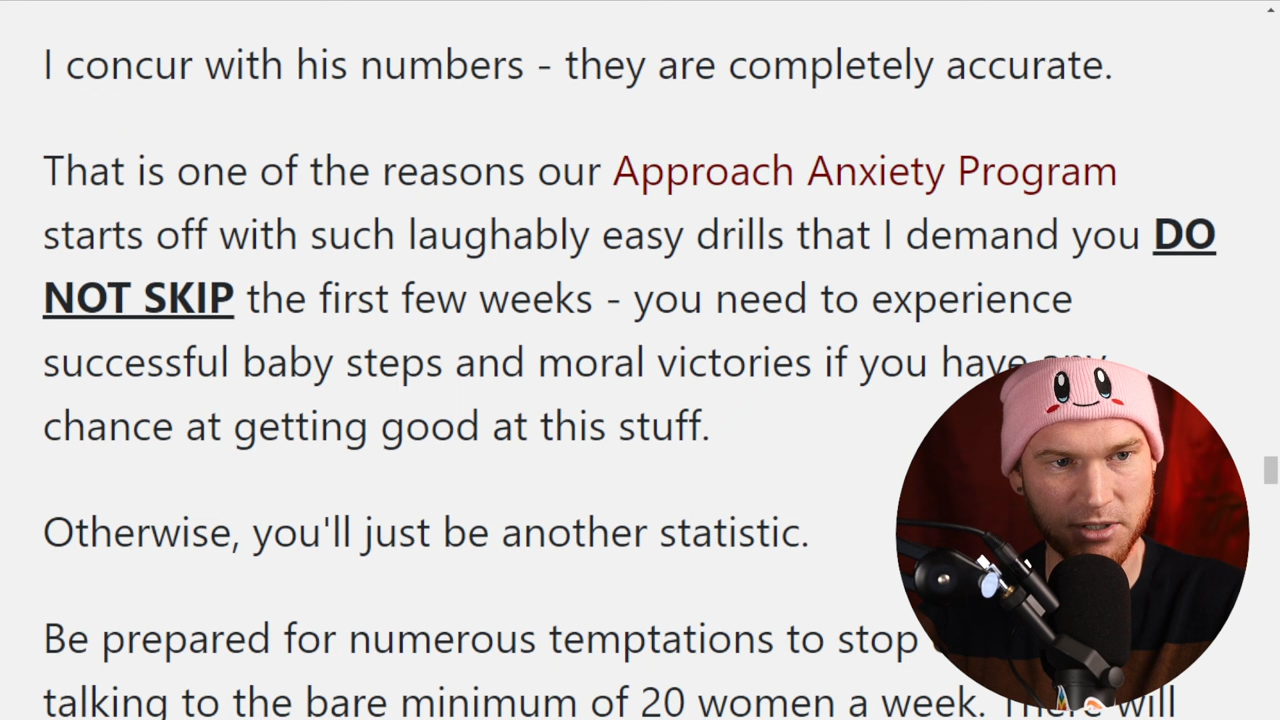 I concur with his numbers - they are completely accurate.
That is one of the reasons our Approach Anxiety Program
starts off with such laughably easy drills that I demand you DO
NOT SKIP the first few weeks - you need to experience
successful baby steps and moral victories if you have any
chance at getting good at this stuff.
Otherwise, you'll just be another statistic.
Be prepared for numerous temptations to stop
talking to the bare minimum of 20 women a week. There will